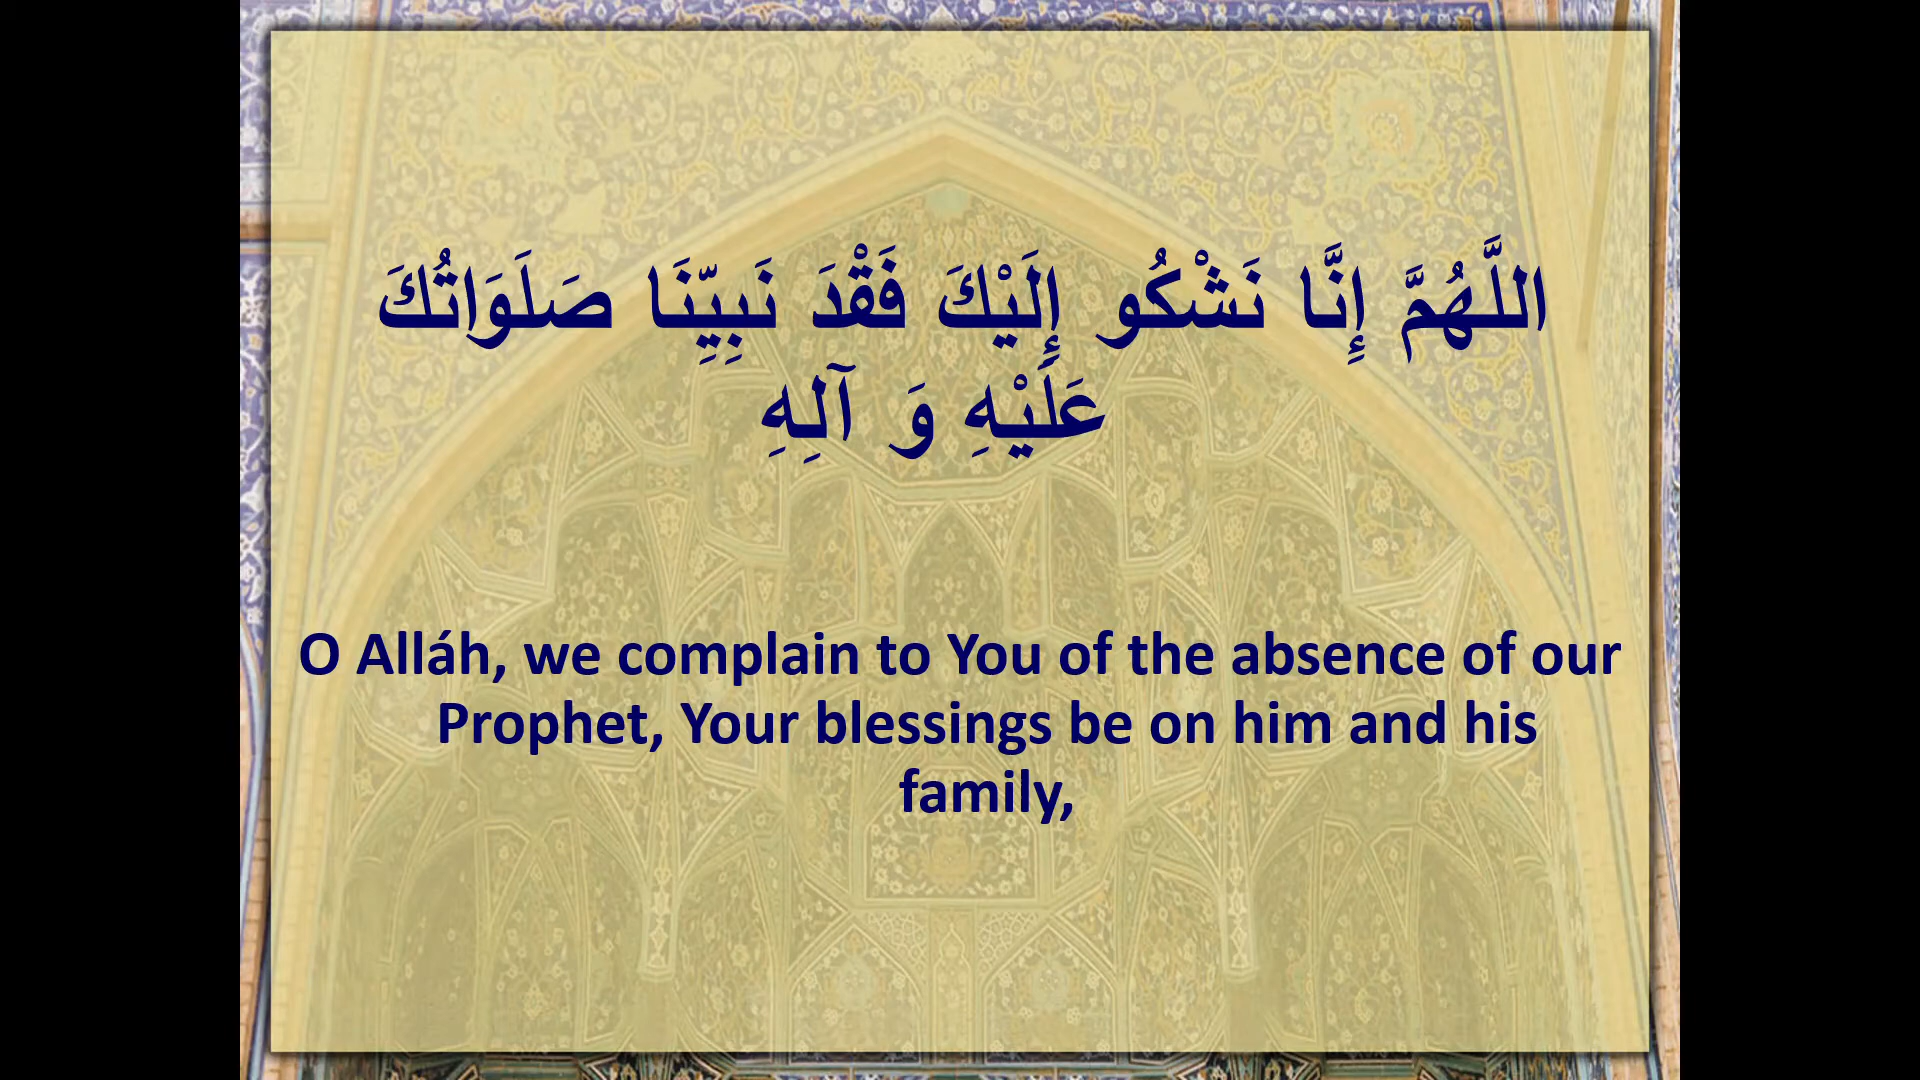 اللَّهُمَّ إِنَّا نَشْكُو إِلَيْكَ فَقْدَ نَبِيِّنَا صَلَوَاتُكَ
عَلَيْهِ وَ آلِهِ
O Alláh, we complain to You of the absence of our
Prophet, Your blessings be on him and his
family,